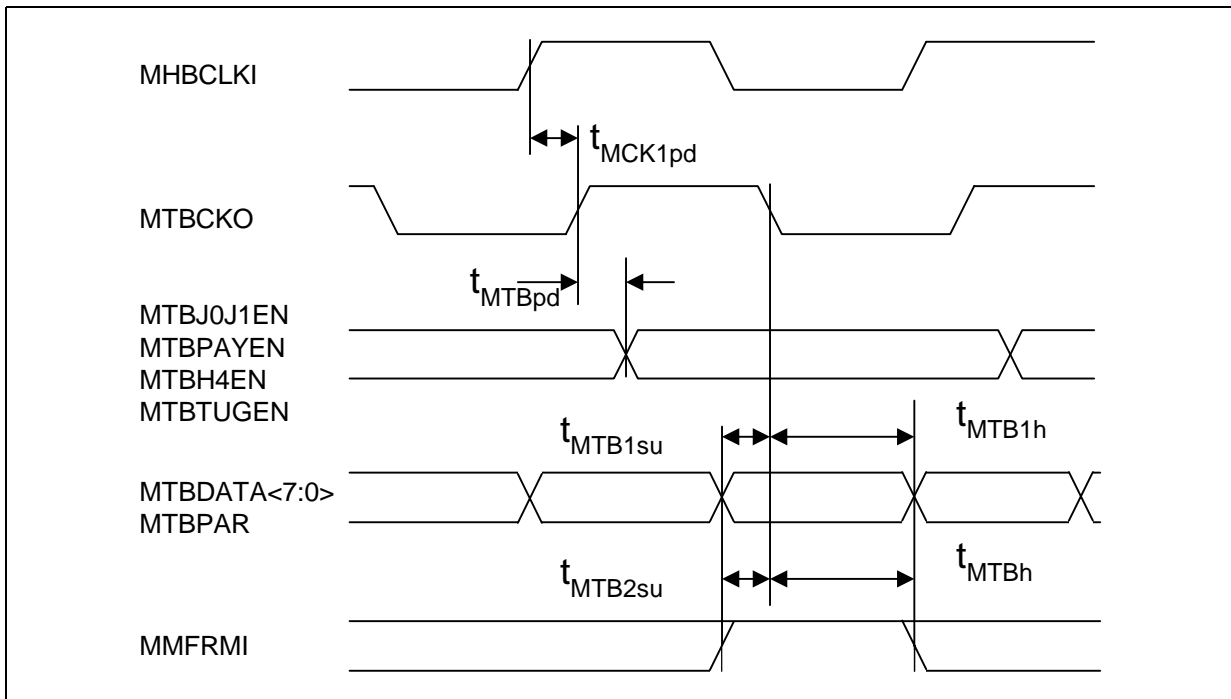 MHBCLKI
tMCK1pd
MTBCKO
tMTBpd
MTBJ0J1EN
MTBPAYEN
MTBH4EN
MTBTUGEN
tMTB1su
tMTB1h
MTBDATA<7:0>
MTBPAR
tMTB2su
tMTBh
MMFRMI